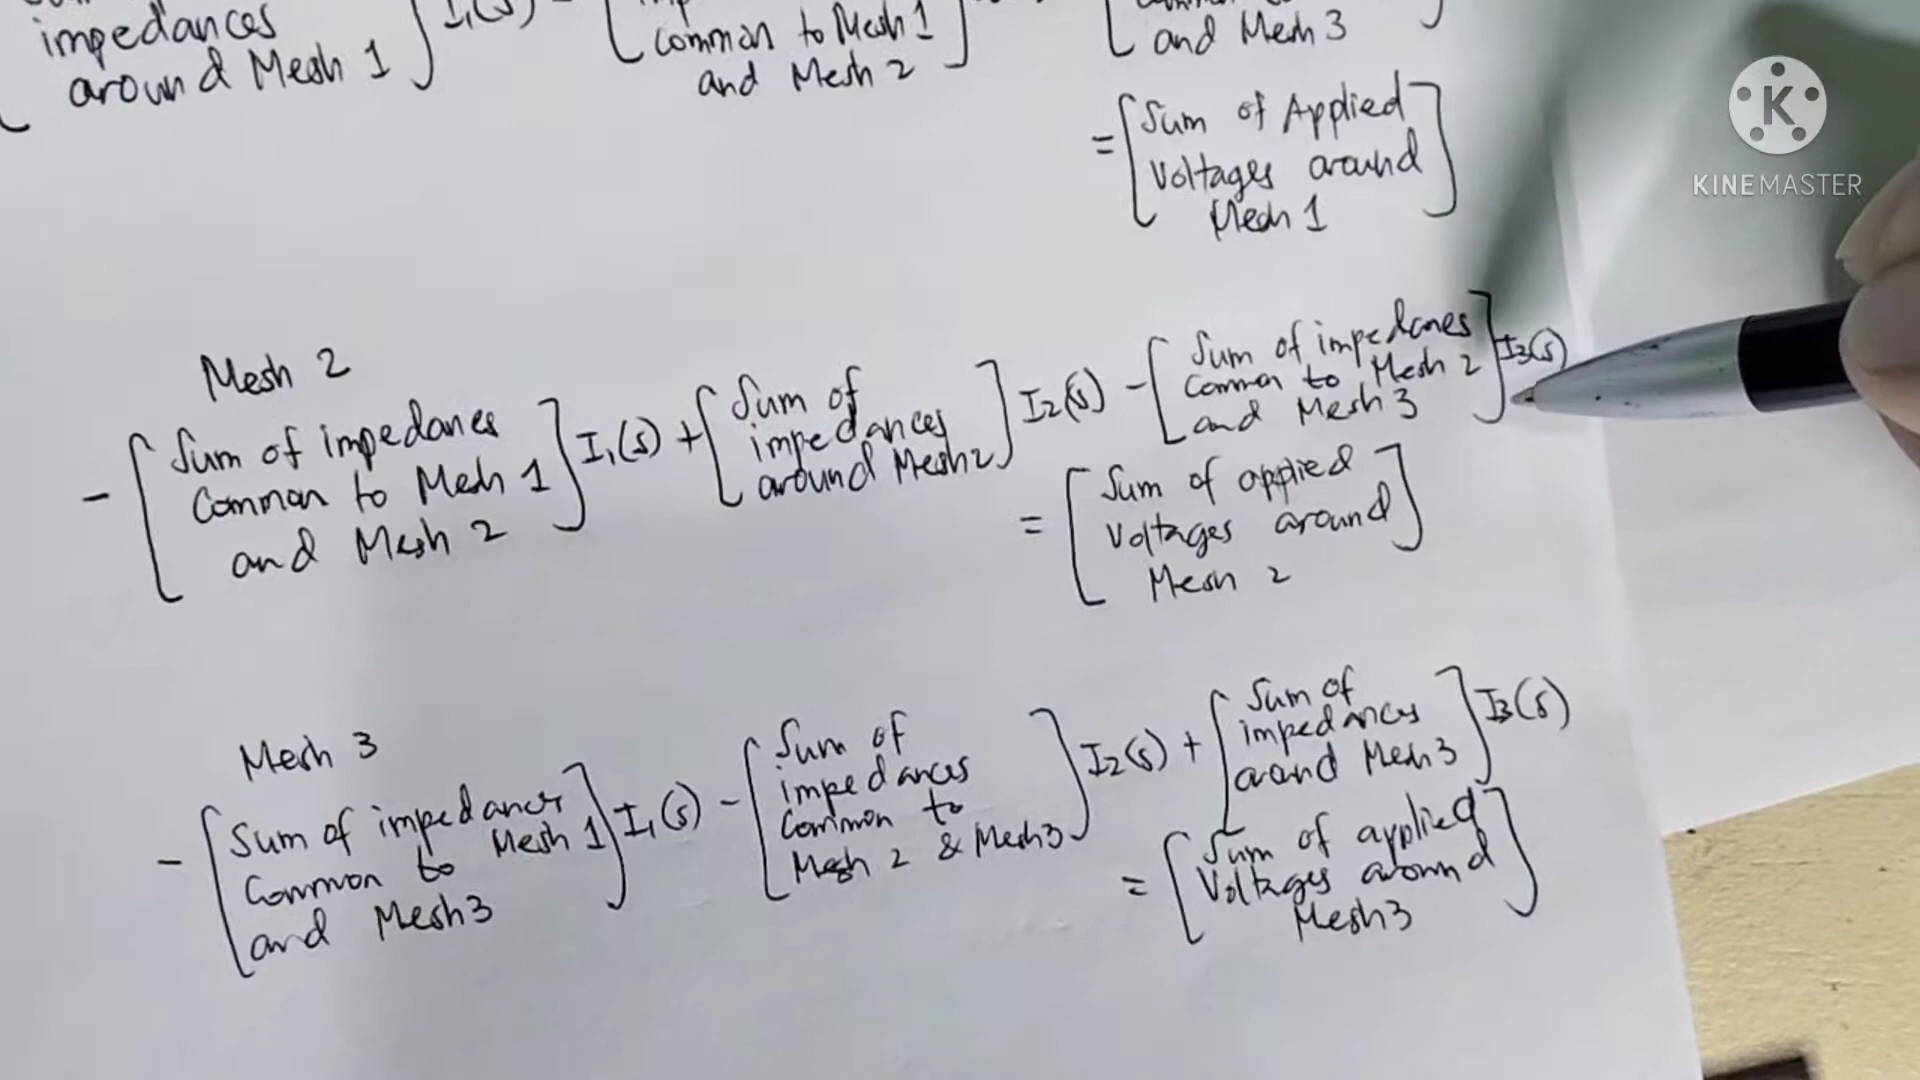 impedances
around Mesh 1] I1(s) -
common to Mesh 1
and Mesh 2
and Mesh 3
= [Sum of Applied
Voltages around
Mesh 1]
K
KINEMASTER
Mesh 2
- [Sum of impedances
Common to Mesh 1
and Mesh 2] I1(s) + [Sum of
impedances
around Mesh 2] I2(s) - [Sum of impedances
Common to Mesh 2
and Mesh 3] I3(s)
= [Sum of applied
Voltages around
Mesh 2]
Mesh 3
- [Sum of impedances
Common to Mesh 1
and Mesh 3] I1(s) - [Sum of
impedances
Common to
Mesh 2 & Mesh 3] I2(s) + [Sum of
impedances
around Mesh 3] I3(s)
= [Sum of applied
Voltages around
Mesh 3]